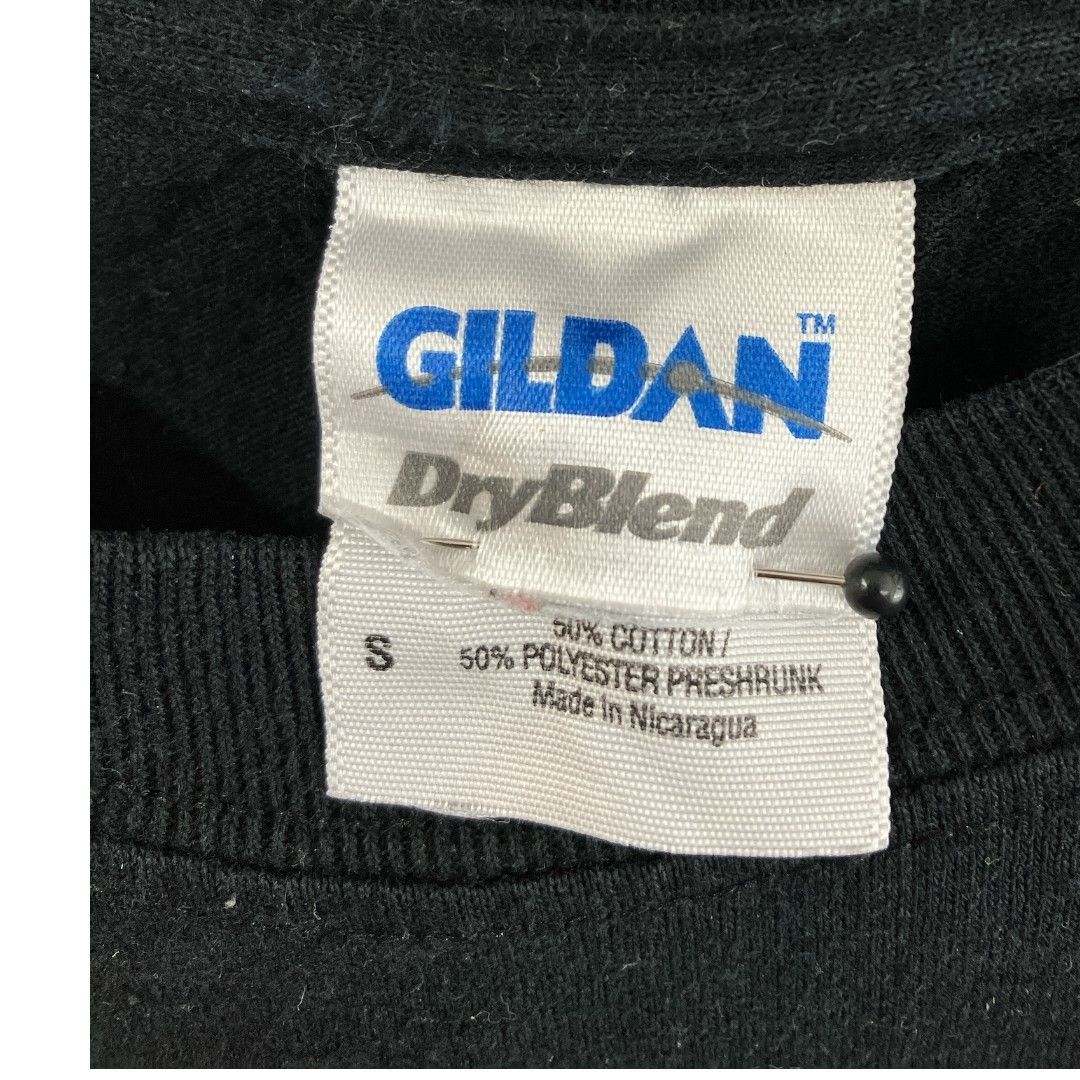 GILDAN™
DryBlend
50% COTTON /
S
50% POLYESTER PRESHRUNK
Made in Nicaragua